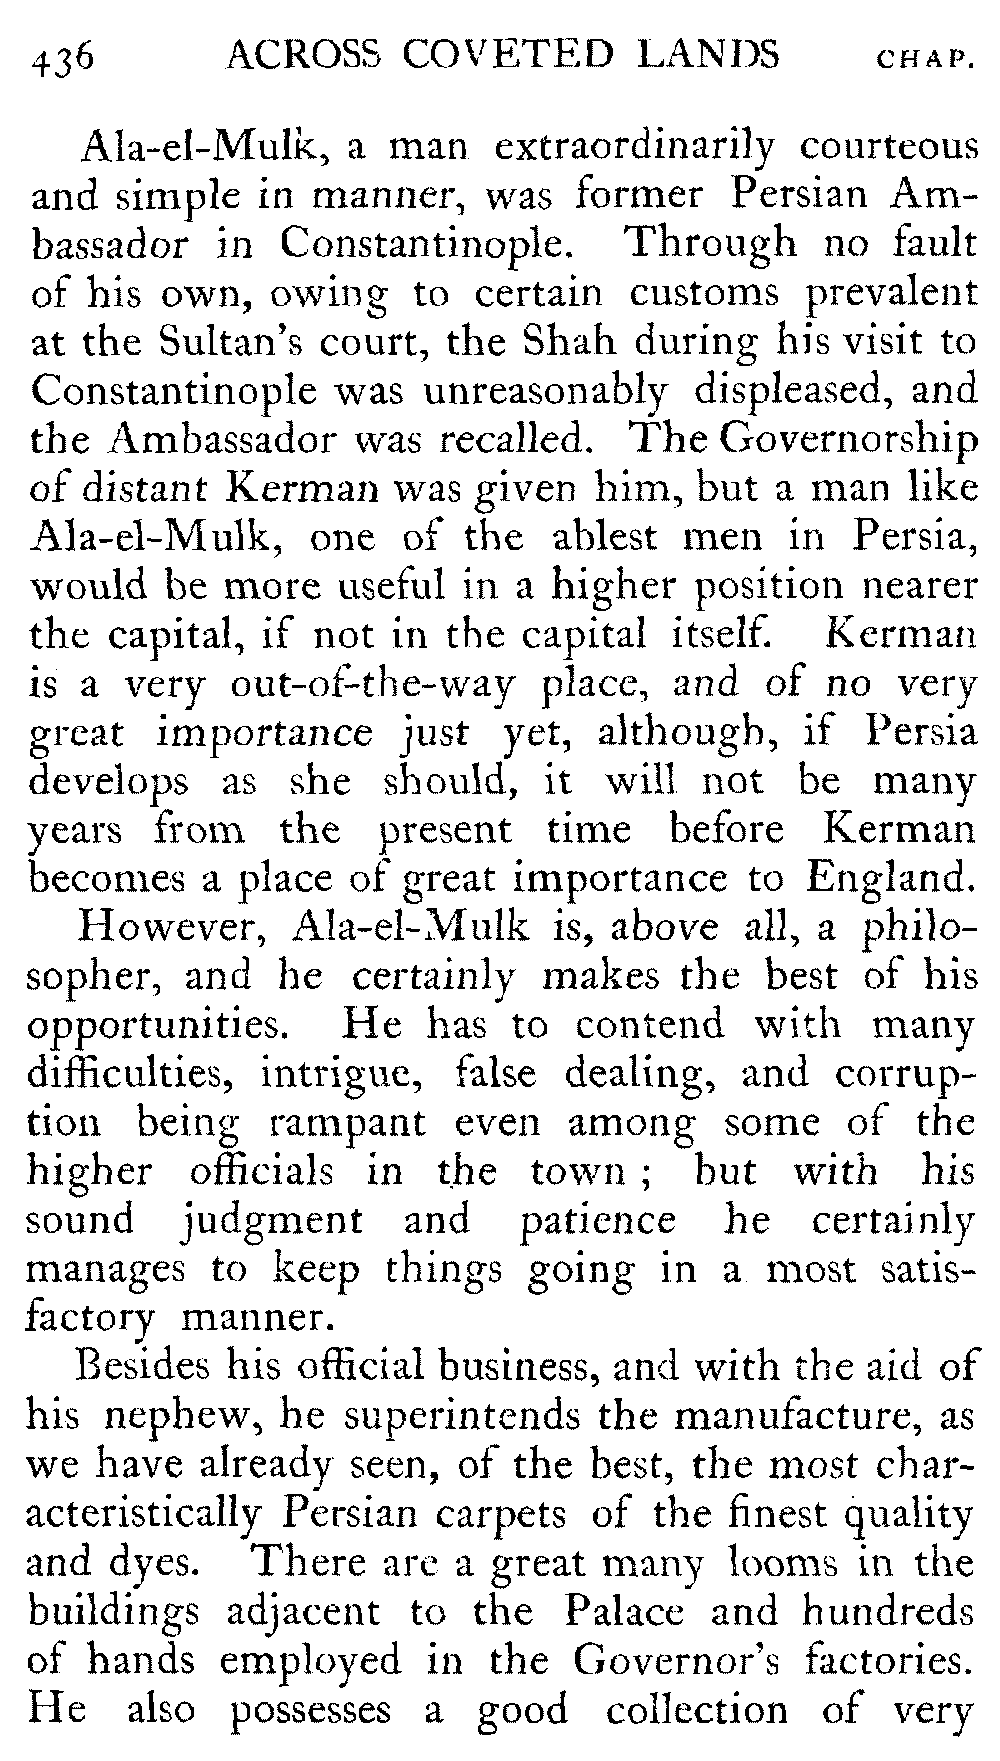 436 ACROSS COVETED LANDS CHAP.
Ala-el-Mulk, a man extraordinarily courteous
and simple in manner, was former Persian Am-
bassador in Constantinople. Through no fault
of his own, owing to certain customs prevalent
at the Sultan's court, the Shah during his visit to
Constantinople was unreasonably displeased, and
the Ambassador was recalled. The Governorship
of distant Kerman was given him, but a man like
Ala-el-Mulk, one of the ablest men in Persia,
would be more useful in a higher position nearer
the capital, if not in the capital itself. Kerman
is a very out-of-the-way place, and of no very
great importance just yet, although, if Persia
develops as she should, it will not be many
years from the present time before Kerman
becomes a place of great importance to England.
However, Ala-el-Mulk is, above all, a philo-
sopher, and he certainly makes the best of his
opportunities. He has to contend with many
difficulties, intrigue, false dealing, and corrup-
tion being rampant even among some of the
higher officials in the town ; but with his
sound judgment and patience he certainly
manages to keep things going in a most satis-
factory manner.
Besides his official business, and with the aid of
his nephew, he superintends the manufacture, as
we have already seen, of the best, the most char-
acteristically Persian carpets of the finest quality
and dyes. There are a great many looms in the
buildings adjacent to the Palace and hundreds
of hands employed in the Governor's factories.
He also possesses a good collection of very